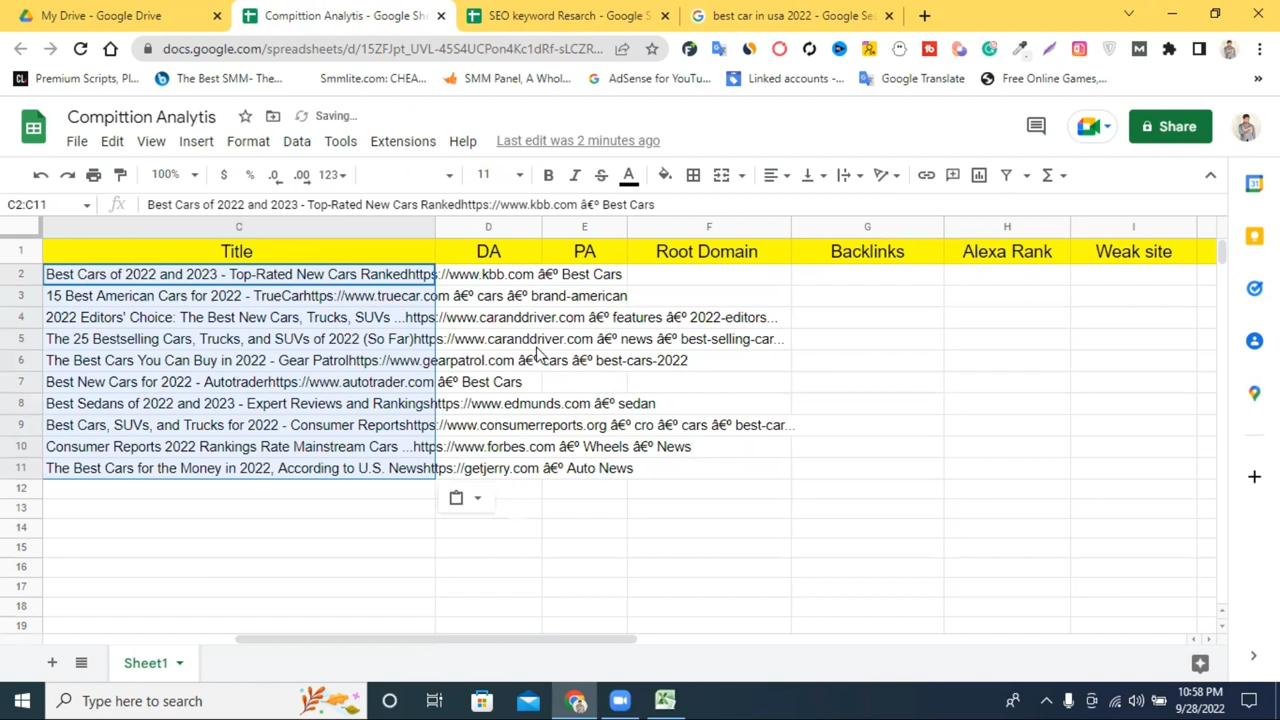 My Drive - Google Drive
Compittion Analytis - Google She
SEO keyword Resarch - Google S
best car in usa 2022 - Google Sea
docs.google.com/spreadsheets/d/15ZFJpt_UVL-45S4UCPon4Kc1dRf-sLCZR...
Premium Scripts, Pl...
The Best SMM- The...
Smmlite.com: CHEA...
SMM Panel, A Whol...
AdSense for YouTu...
Linked accounts -...
Google Translate
Free Online Games,...
Compittion Analytis
Saving...
File Edit View Insert Format Data Tools Extensions Help Last edit was 2 minutes ago
Share
100% $ % .0 .00 123 11 B I S A
C2:C11 fx Best Cars of 2022 and 2023 - Top-Rated New Cars Rankedhttps://www.kbb.com â€º Best Cars
C D E F G H I
1 Title DA PA Root Domain Backlinks Alexa Rank Weak site
2 Best Cars of 2022 and 2023 - Top-Rated New Cars Rankedhttps://www.kbb.com â€º Best Cars
3 15 Best American Cars for 2022 - TrueCarhttps://www.truecar.com â€º cars â€º brand-american
4 2022 Editors' Choice: The Best New Cars, Trucks, SUVs ...https://www.caranddriver.com â€º features â€º 2022-editors...
5 The 25 Bestselling Cars, Trucks, and SUVs of 2022 (So Far)https://www.caranddriver.com â€º news â€º best-selling-car...
6 The Best Cars You Can Buy in 2022 - Gear Patrolhttps://www.gearpatrol.com â€º cars â€º best-cars-2022
7 Best New Cars for 2022 - Autotraderhttps://www.autotrader.com â€º Best Cars
8 Best Sedans of 2022 and 2023 - Expert Reviews and Rankingshttps://www.edmunds.com â€º sedan
9 Best Cars, SUVs, and Trucks for 2022 - Consumer Reportshttps://www.consumerreports.org â€º cro â€º cars â€º best-car...
10 Consumer Reports 2022 Rankings Rate Mainstream Cars ...https://www.forbes.com â€º Wheels â€º News
11 The Best Cars for the Money in 2022, According to U.S. Newshttps://getjerry.com â€º Auto News
12
13
14
15
16
17
18
19
Sheet1
Type here to search
10:58 PM
9/28/2022